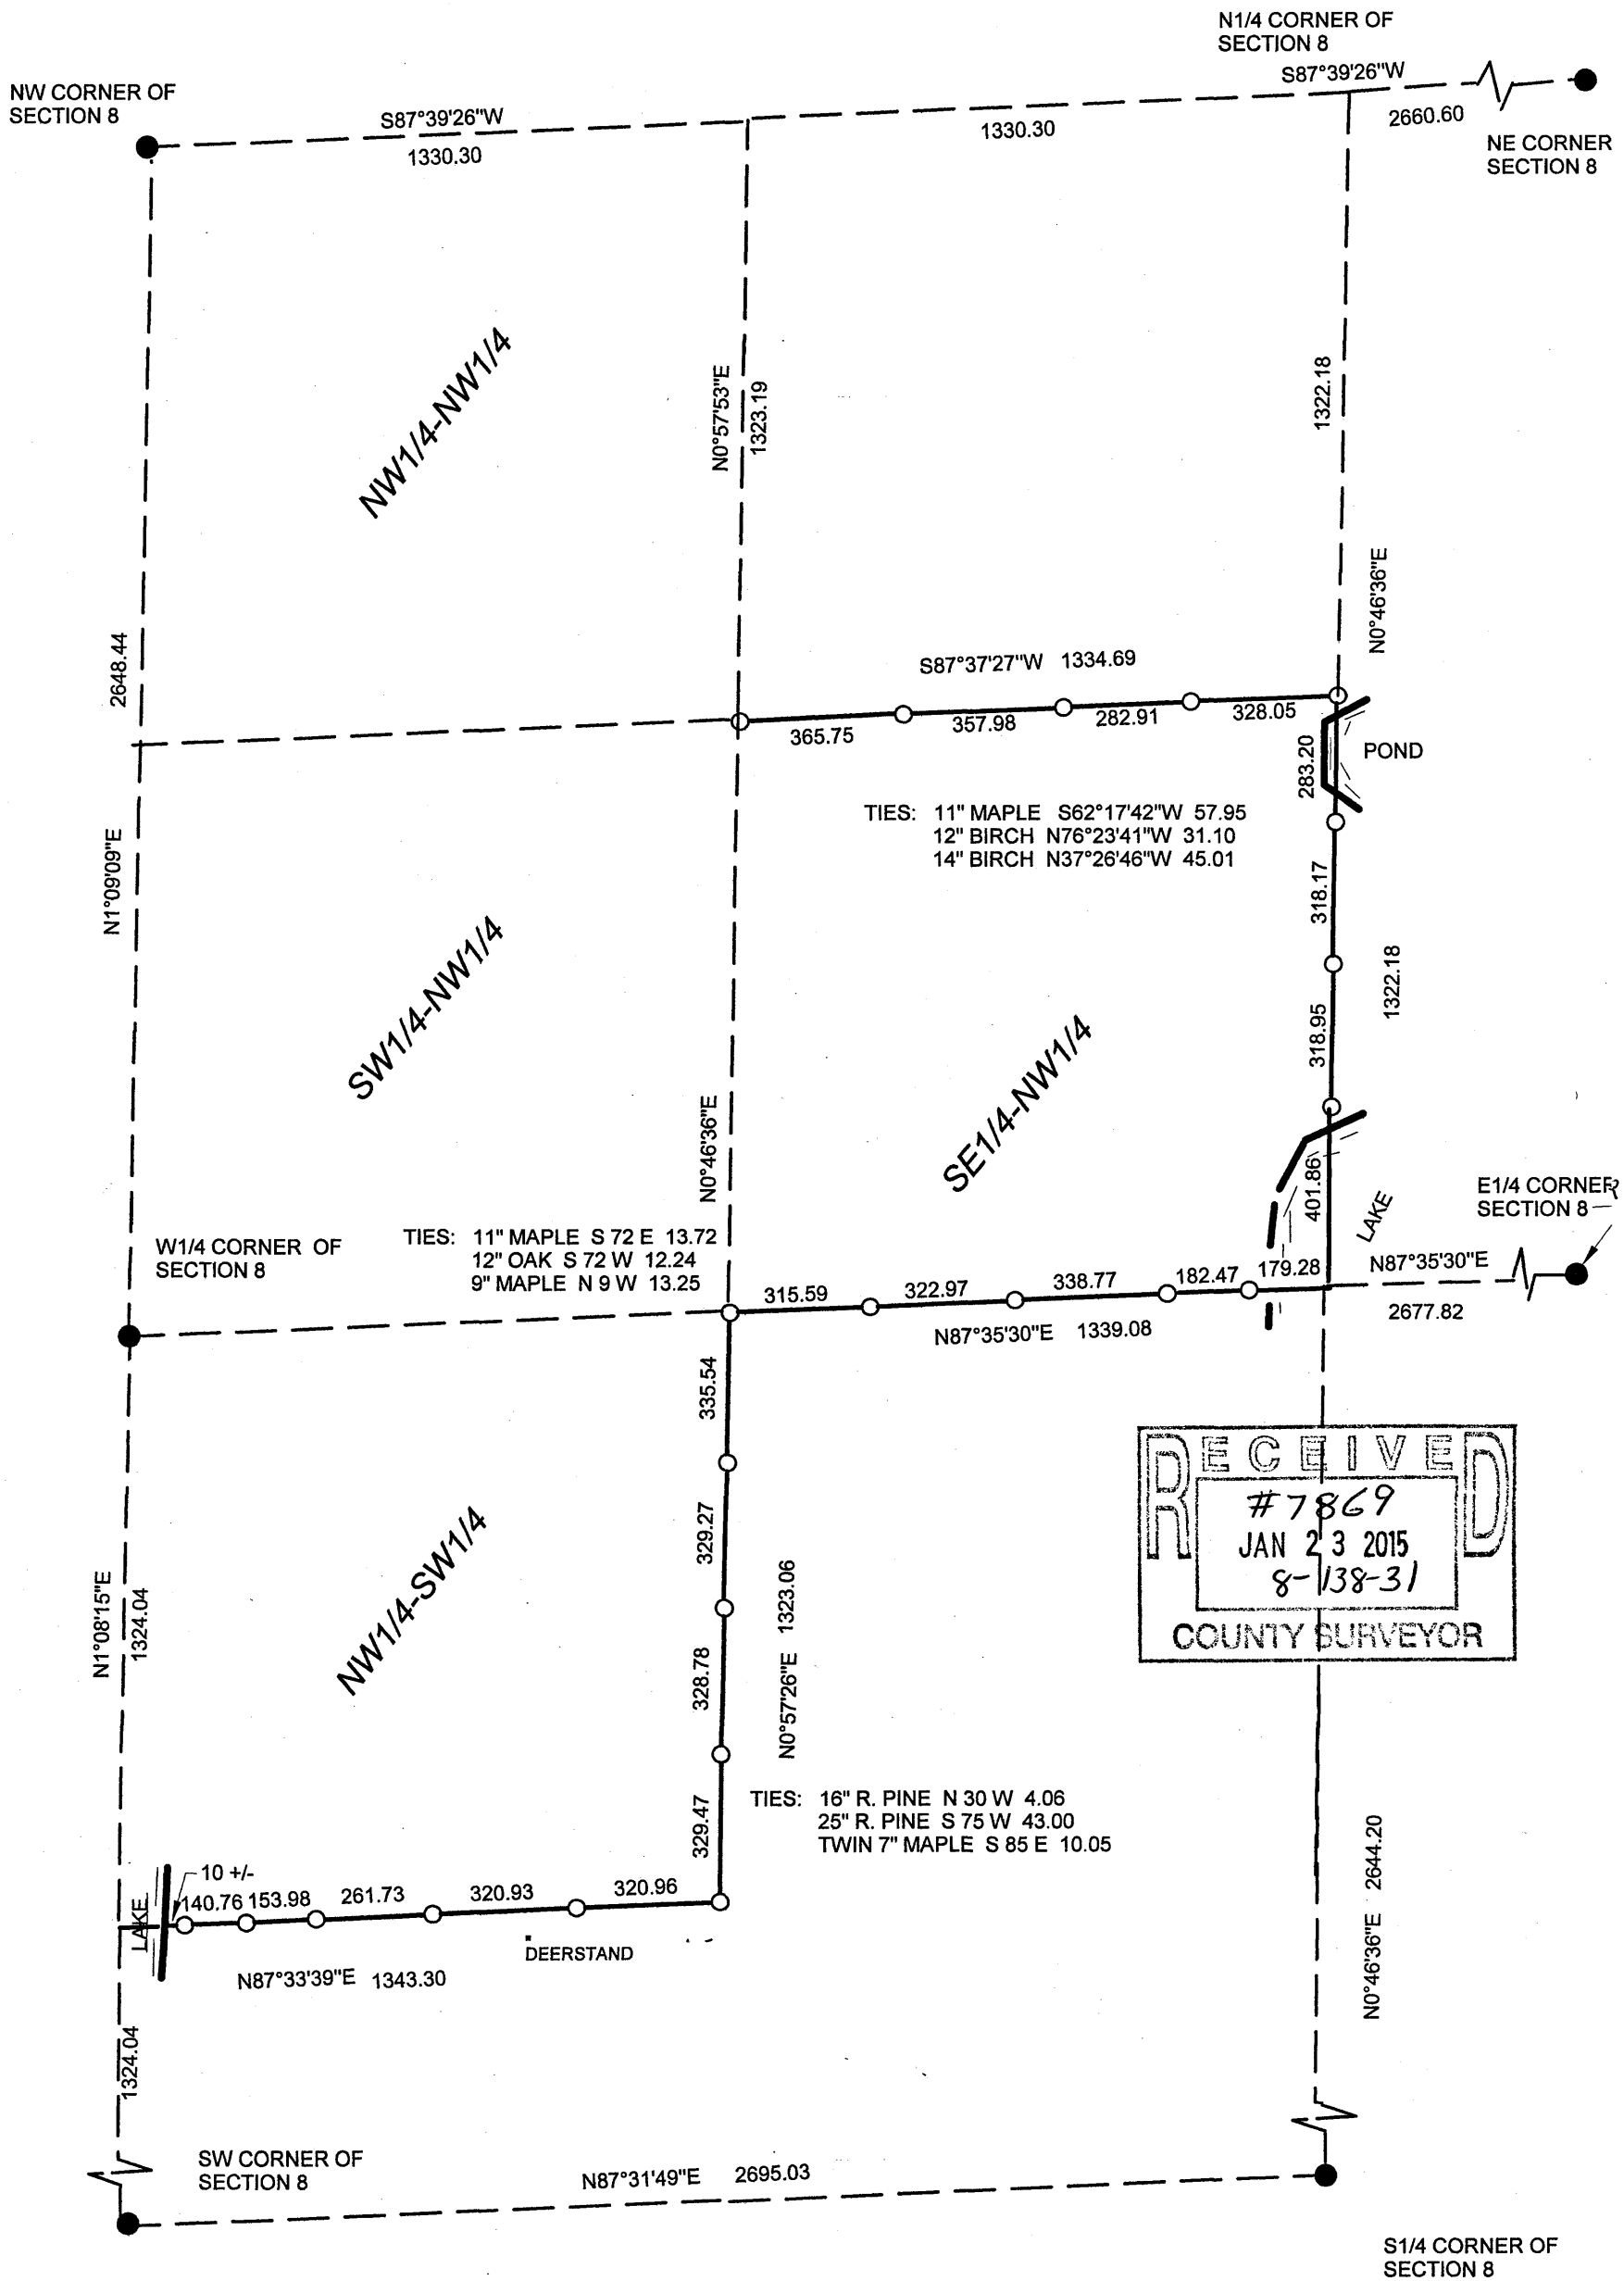 N1/4 CORNER OF
SECTION 8
S87°39'26"W
2660.60
NE CORNER
SECTION 8
NW CORNER OF
SECTION 8
S87°39'26"W
1330.30
1330.30
NW1/4-NW1/4
N0°57'53"E
1323.19
1322.18
N0°46'36"E
2648.44
S87°37'27"W 1334.69
365.75
357.98
282.91
328.05
283.20
POND
TIES: 11" MAPLE S62°17'42"W 57.95
12" BIRCH N76°23'41"W 31.10
14" BIRCH N37°26'46"W 45.01
N1°09'09"E
318.17
1322.18
SW1/4-NW1/4
318.95
SE1/4-NW1/4
N0°46'36"E
401.86
LAKE
E1/4 CORNER
SECTION 8
W1/4 CORNER OF
SECTION 8
TIES: 11" MAPLE S 72 E 13.72
12" OAK S 72 W 12.24
9" MAPLE N 9 W 13.25
315.59
322.97
338.77
182.47
179.28
N87°35'30"E
2677.82
N87°35'30"E 1339.08
335.54
RECEIVED
#7869
JAN 23 2015
8-138-31
COUNTY SURVEYOR
329.27
NW1/4-SW1/4
N1°08'15"E
1324.04
N0°57'26"E 1323.06
328.78
TIES: 16" R. PINE N 30 W 4.06
25" R. PINE S 75 W 43.00
TWIN 7" MAPLE S 85 E 10.05
329.47
N0°46'36"E 2644.20
10 +/-
140.76
153.98
261.73
320.93
320.96
LAKE
DEERSTAND
N87°33'39"E 1343.30
1324.04
SW CORNER OF
SECTION 8
N87°31'49"E 2695.03
S1/4 CORNER OF
SECTION 8